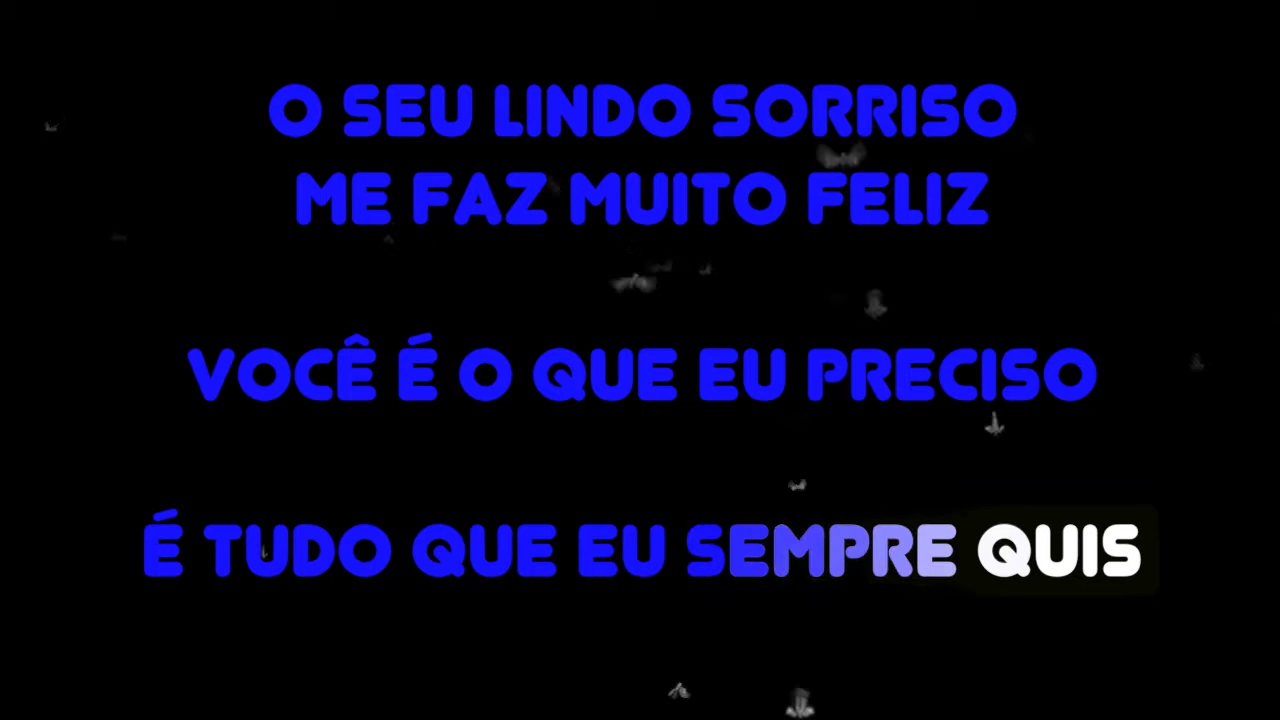 O SEU LINDO SORRISO
ME FAZ MUITO FELIZ
VOCÊ É O QUE EU PRECISO
É TUDO QUE EU SEMPRE QUIS